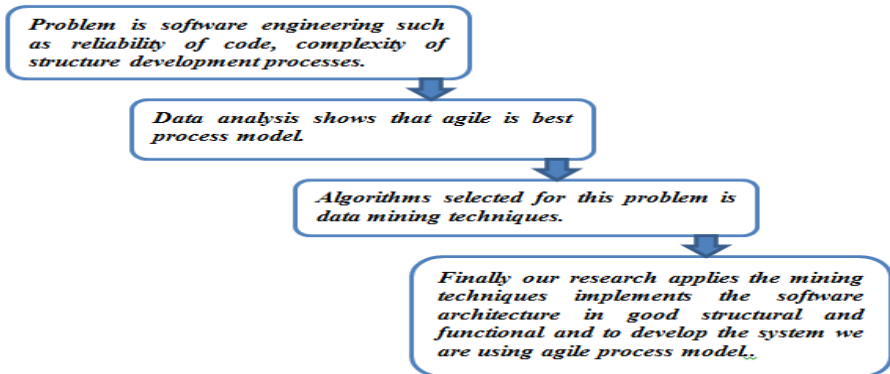 Problem is software engineering such
as reliability of code, complexity of
structure development processes.
Data analysis shows that agile is best
process model.
Algorithms selected for this problem is
data mining techniques.
Finally our research applies the mining
techniques implements the software
architecture in good structural and
functional and to develop the system we
are using agile process model..